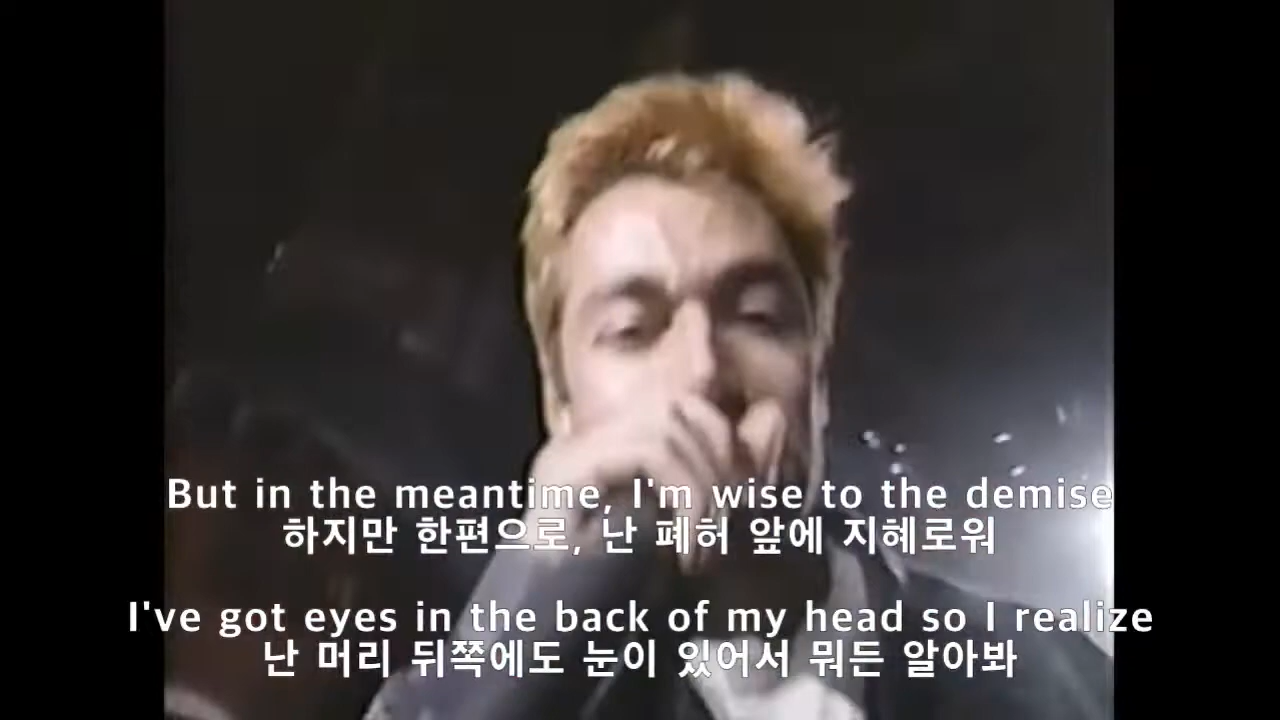 But in the meantime, I'm wise to the demise
하지만 한편으로, 난 폐허 앞에 지혜로워
I've got eyes in the back of my head so I realize
난 머리 뒤쪽에도 눈이 있어서 뭐든 알아봐